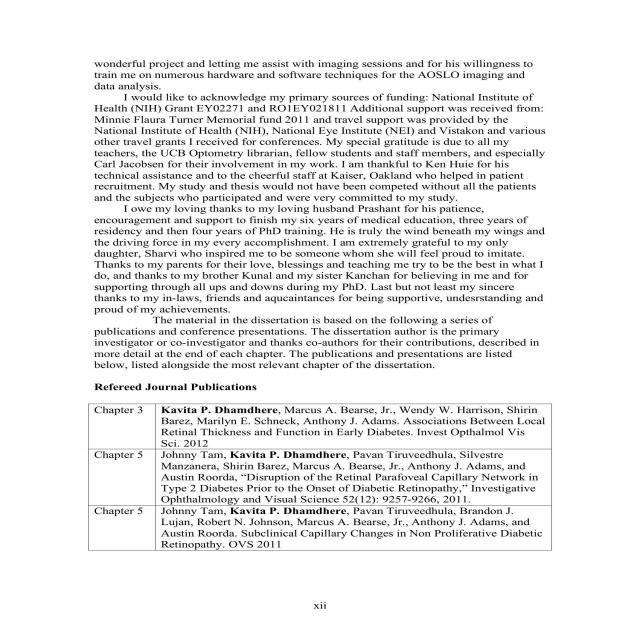 wonderful project and letting me assist with imaging sessions and for his willingness to
train me on numerous hardware and software techniques for the AOSLO imaging and
data analysis.
I would like to acknowledge my primary sources of funding: National Institute of
Health (NIH) Grant EY02271 and RO1EY021811 Additional support was received from:
Minnie Flaura Turner Memorial fund 2011 and travel support was provided by the
National Institute of Health (NIH), National Eye Institute (NEI) and Vistakon and various
other travel grants I received for conferences. My special gratitude is due to all my
teachers, the UCB Optometry librarian, fellow students and staff members, and especially
Carl Jacobsen for their involvement in my work. I am thankful to Ken Huie for his
technical assistance and to the cheerful staff at Kaiser, Oakland who helped in patient
recruitment. My study and thesis would not have been competed without all the patients
and the subjects who participated and were very committed to my study.
I owe my loving thanks to my loving husband Prashant for his patience,
encouragement and support to finish my six years of medical education, three years of
residency and then four years of PhD training. He is truly the wind beneath my wings and
the driving force in my every accomplishment. I am extremely grateful to my only
daughter, Sharvi who inspired me to be someone whom she will feel proud to imitate.
Thanks to my parents for their love, blessings and teaching me try to be the best in what I
do, and thanks to my brother Kunal and my sister Kanchan for believing in me and for
supporting through all ups and downs during my PhD. Last but not least my sincere
thanks to my in-laws, friends and aqucaintances for being supportive, undesrstanding and
proud of my achievements.
The material in the dissertation is based on the following a series of
publications and conference presentations. The dissertation author is the primary
investigator or co-investigator and thanks co-authors for their contributions, described in
more detail at the end of each chapter. The publications and presentations are listed
below, listed alongside the most relevant chapter of the dissertation.
Refereed Journal Publications
Chapter 3 Kavita P. Dhamdhere, Marcus A. Bearse, Jr., Wendy W. Harrison, Shirin
Barez, Marilyn E. Schneck, Anthony J. Adams. Associations Between Local
Retinal Thickness and Function in Early Diabetes. Invest Opthalmol Vis
Sci. 2012
Chapter 5 Johnny Tam, Kavita P. Dhamdhere, Pavan Tiruveedhula, Silvestre
Manzanera, Shirin Barez, Marcus A. Bearse, Jr., Anthony J. Adams, and
Austin Roorda, “Disruption of the Retinal Parafoveal Capillary Network in
Type 2 Diabetes Prior to the Onset of Diabetic Retinopathy,” Investigative
Ophthalmology and Visual Science 52(12): 9257-9266, 2011.
Chapter 5 Johnny Tam, Kavita P. Dhamdhere, Pavan Tiruveedhula, Brandon J.
Lujan, Robert N. Johnson, Marcus A. Bearse, Jr., Anthony J. Adams, and
Austin Roorda. Subclinical Capillary Changes in Non Proliferative Diabetic
Retinopathy. OVS 2011
xii